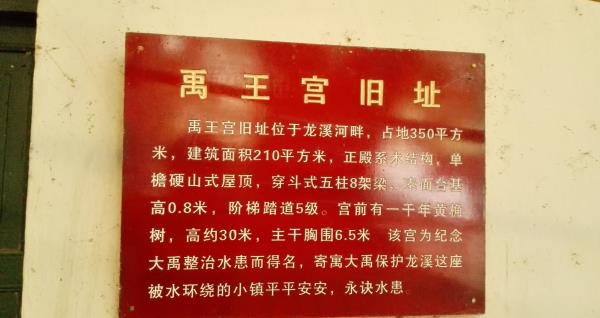 禹王宫旧址
禹王宫旧址位于龙溪河畔，占地350平方
米，建筑面积210平方米，正殿系木结构，单
檐硬山式屋顶，穿斗式五柱8架梁，素面台基
高0.8米，阶梯踏道5级。宫前有一千年黄桷
树，高约30米，主干胸围6.5米 该宫为纪念
大禹整治水患而得名，寄寓大禹保护龙溪这座
被水环绕的小镇平平安安，永诀水患。